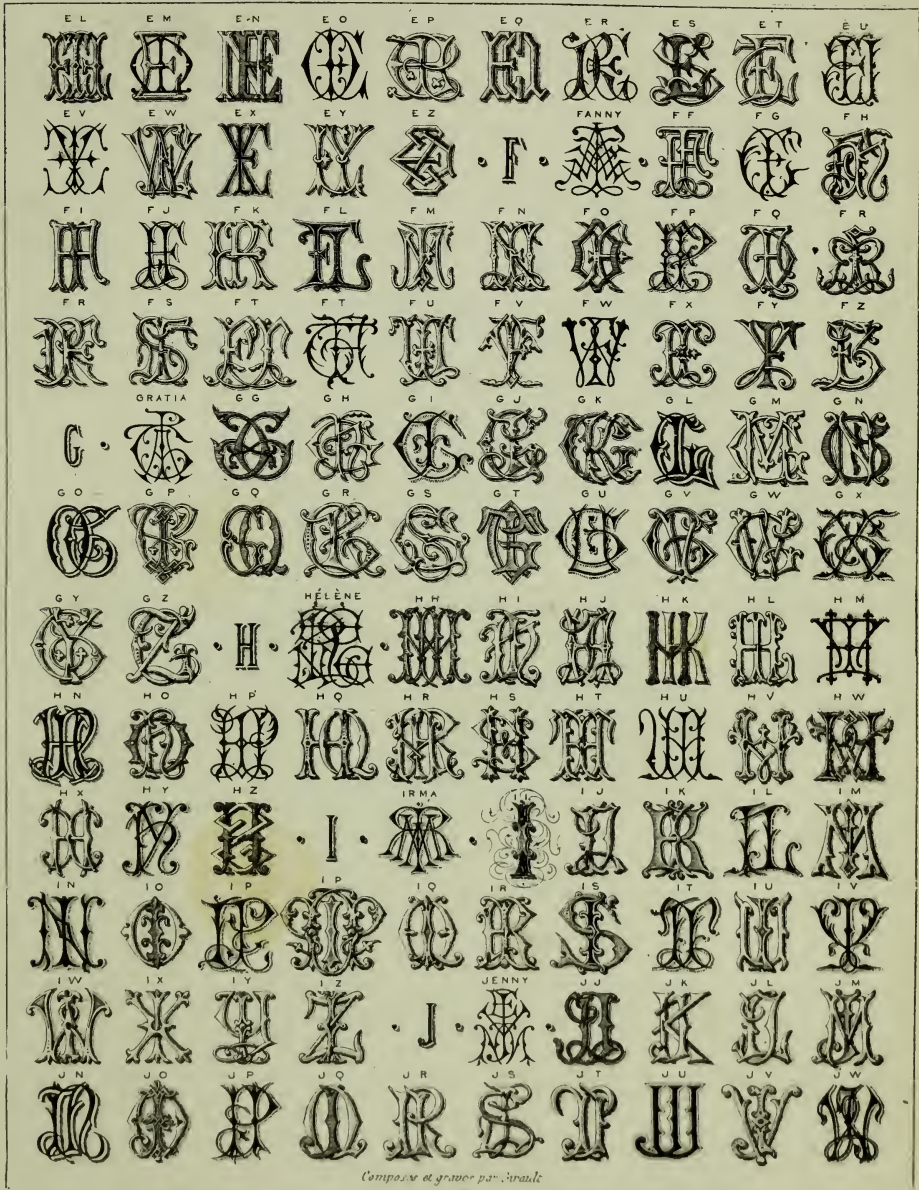 EL EM EN EO EP EQ ER ES ET EU
EV EW EX EY EZ · F · FANNY · FF FG FH
FI FJ FK FL FM FN FO FP FQ FR
FR FS FT FT FU FV FW FX FY FZ
G · GRATIA GG GH GI GJ GK GL GM GN
GO GP GQ GR GS GT GU GV GW GX
GY GZ · H · HÉLÈNE · HH HI HJ HK HL HM
HN HO HP HQ HR HS HT HU HV HW
HX HY HZ · I · IRMA · I IJ IK IL IM
IN IO IP IP IQ IR IS IT IU IV
IW IX IY IZ · J · JENNY · JJ JK JL JM
JN JO JP JQ JR JS JT JU JV JW
Composé et gravé par